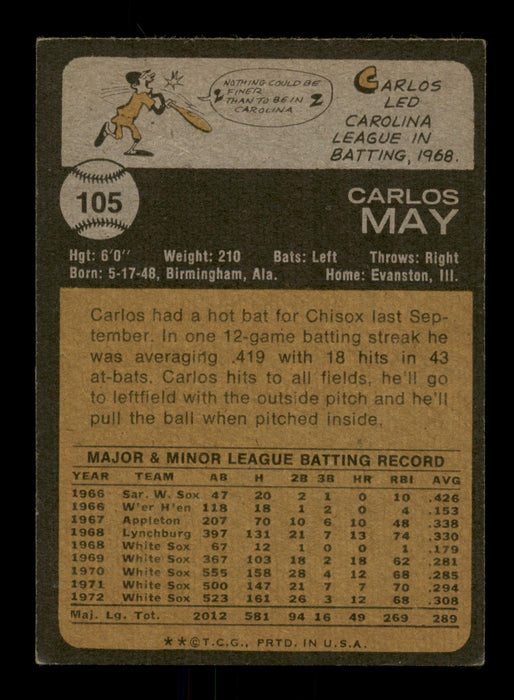 NOTHING COULD BE
FINER
THAN TO BE IN
CAROLINA
CARLOS
LED
CAROLINA
LEAGUE IN
BATTING, 1968.
105
CARLOS
MAY
Hgt: 6'0" Weight: 210 Bats: Left Throws: Right
Born: 5-17-48, Birmingham, Ala. Home: Evanston, Ill.
Carlos had a hot bat for Chisox last Sep-
tember. In one 12-game batting streak he
was averaging .419 with 18 hits in 43
at-bats. Carlos hits to all fields, he'll go
to leftfield with the outside pitch and he'll
pull the ball when pitched inside.
MAJOR & MINOR LEAGUE BATTING RECORD
YEAR TEAM AB H 2B 3B HR RBI AVG
1966 Sar. W. Sox 47 20 2 1 0 10 .426
1966 W'er H'en 118 18 1 2 0 4 .153
1967 Appleton 207 70 10 6 10 48 .338
1968 Lynchburg 397 131 21 7 13 74 .330
1968 White Sox 67 12 1 0 0 1 .179
1969 White Sox 367 103 18 2 18 62 .281
1970 White Sox 555 158 28 4 12 68 .285
1971 White Sox 500 147 21 7 7 70 .294
1972 White Sox 523 161 26 3 12 68 .308
Maj. Lg. Tot. 2012 581 94 16 49 269 289
**©T.C.G., PRTD. IN U.S.A.